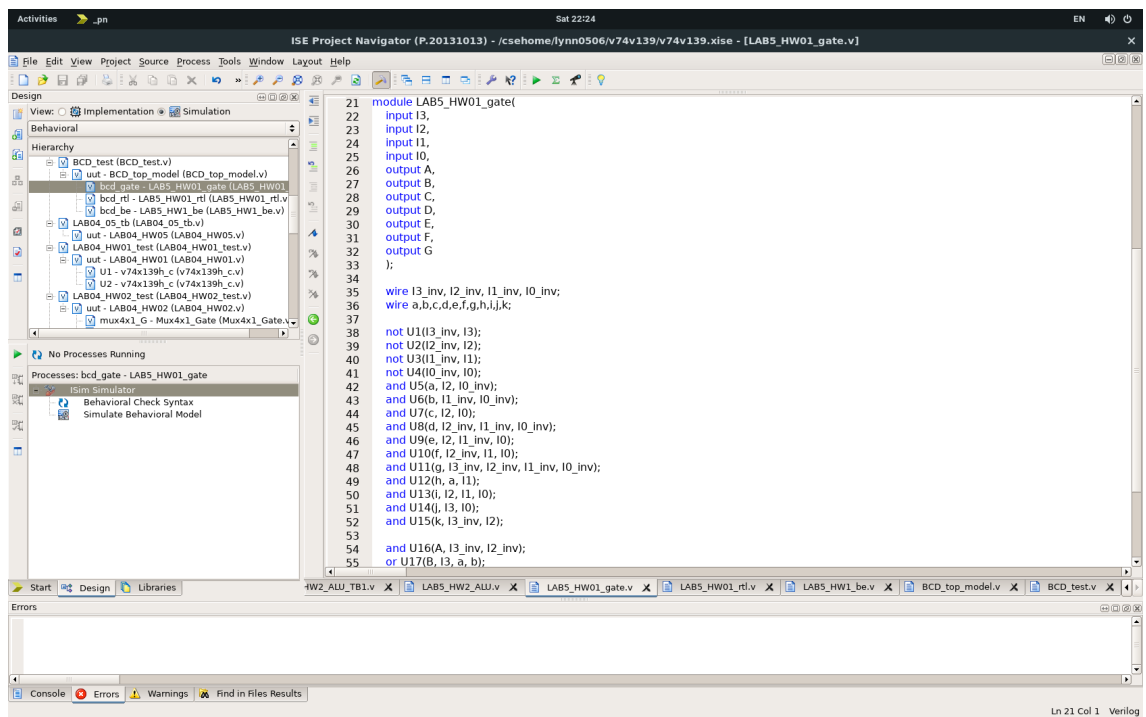 Activities _pn Sat 22:24 EN
ISE Project Navigator (P.20131013) - /csehome/lynn0506/v74v139/v74v139.xise - [LAB5_HW01_gate.v]
File Edit View Project Source Process Tools Window Layout Help
Design
View: Implementation Simulation
Behavioral
Hierarchy
BCD_test (BCD_test.v)
uut - BCD_top_model (BCD_top_model.v)
bcd_gate - LAB5_HW01_gate (LAB5_HW01_
bcd_rtl - LAB5_HW01_rtl (LAB5_HW01_rtl.v
bcd_be - LAB5_HW1_be (LAB5_HW1_be.v)
LAB04_05_tb (LAB04_05_tb.v)
uut - LAB04_HW05 (LAB04_HW05.v)
LAB04_HW01_test (LAB04_HW01_test.v)
uut - LAB04_HW01 (LAB04_HW01.v)
U1 - v74x139h_c (v74x139h_c.v)
U2 - v74x139h_c (v74x139h_c.v)
LAB04_HW02_test (LAB04_HW02_test.v)
uut - LAB04_HW02 (LAB04_HW02.v)
mux4x1_G - Mux4x1_Gate (Mux4x1_Gate.v
No Processes Running
Processes: bcd_gate - LAB5_HW01_gate
ISim Simulator
Behavioral Check Syntax
Simulate Behavioral Model
Start Design Libraries
21 module LAB5_HW01_gate(
22 input I3,
23 input I2,
24 input I1,
25 input I0,
26 output A,
27 output B,
28 output C,
29 output D,
30 output E,
31 output F,
32 output G
33 );
34
35 wire I3_inv, I2_inv, I1_inv, I0_inv;
36 wire a,b,c,d,e,f,g,h,i,j,k;
37
38 not U1(I3_inv, I3);
39 not U2(I2_inv, I2);
40 not U3(I1_inv, I1);
41 not U4(I0_inv, I0);
42 and U5(a, I2, I0_inv);
43 and U6(b, I1_inv, I0_inv);
44 and U7(c, I2, I0);
45 and U8(d, I2_inv, I1_inv, I0_inv);
46 and U9(e, I2, I1_inv, I0);
47 and U10(f, I2_inv, I1, I0);
48 and U11(g, I3_inv, I2_inv, I1_inv, I0_inv);
49 and U12(h, a, I1);
50 and U13(i, I2, I1, I0);
51 and U14(j, I3, I0);
52 and U15(k, I3_inv, I2);
53
54 and U16(A, I3_inv, I2_inv);
55 or U17(B, I3, a, b);
HW2_ALU_TB1.v LAB5_HW2_ALU.v LAB5_HW01_gate.v LAB5_HW01_rtl.v LAB5_HW1_be.v BCD_top_model.v BCD_test.v
Errors
Console Errors Warnings Find in Files Results
Ln 21 Col 1 Verilog